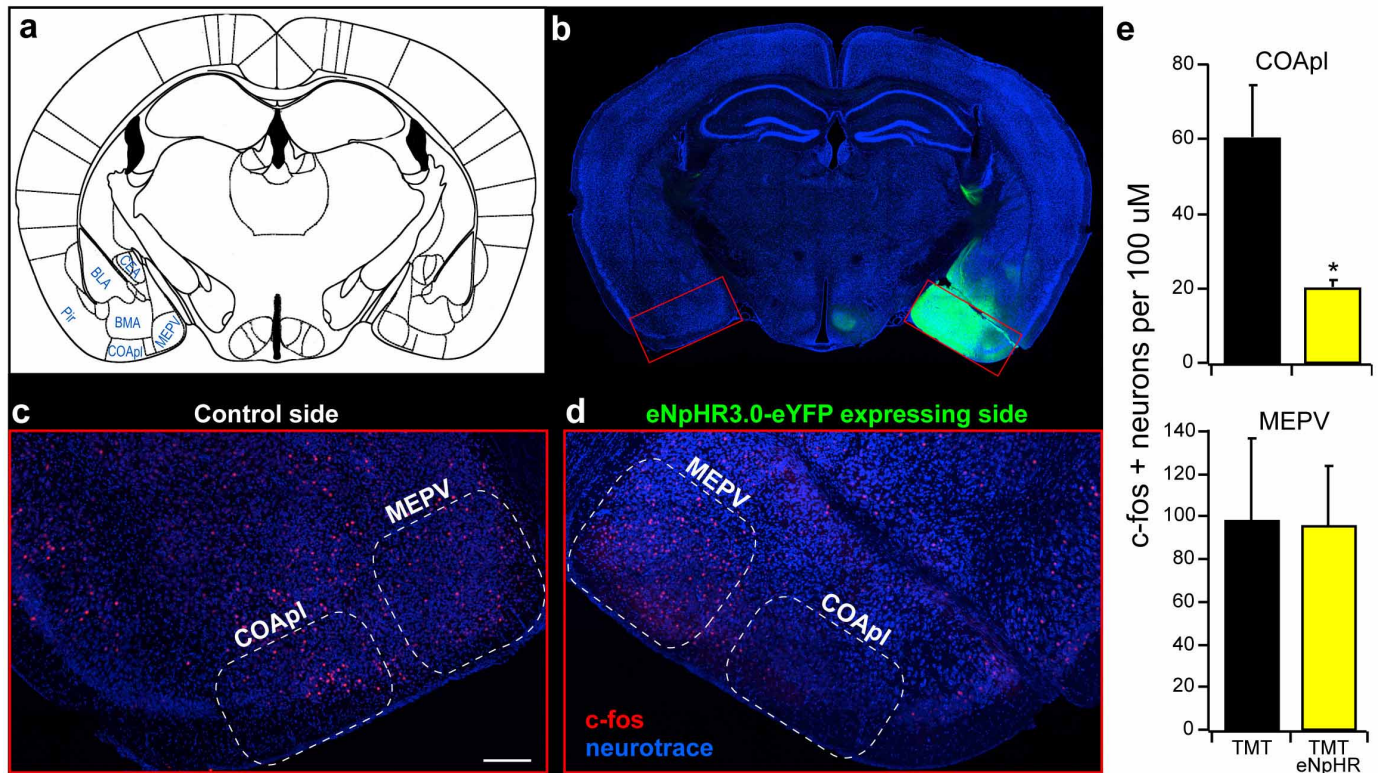 a
BLA
CEA
Pir
BMA
MEPV
COApl
b
c
Control side
MEPV
COApl
d
eNpHR3.0-eYFP expressing side
MEPV
COApl
c-fos
neurotrace
e
c-fos + neurons per 100 uM
COApl
80
60
40
20
0
*
MEPV
140
120
100
80
60
40
20
0
TMT
TMT
eNpHR